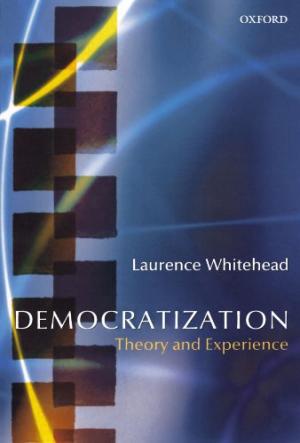 OXFORD
Laurence Whitehead
DEMOCRATIZATION
Theory and Experience